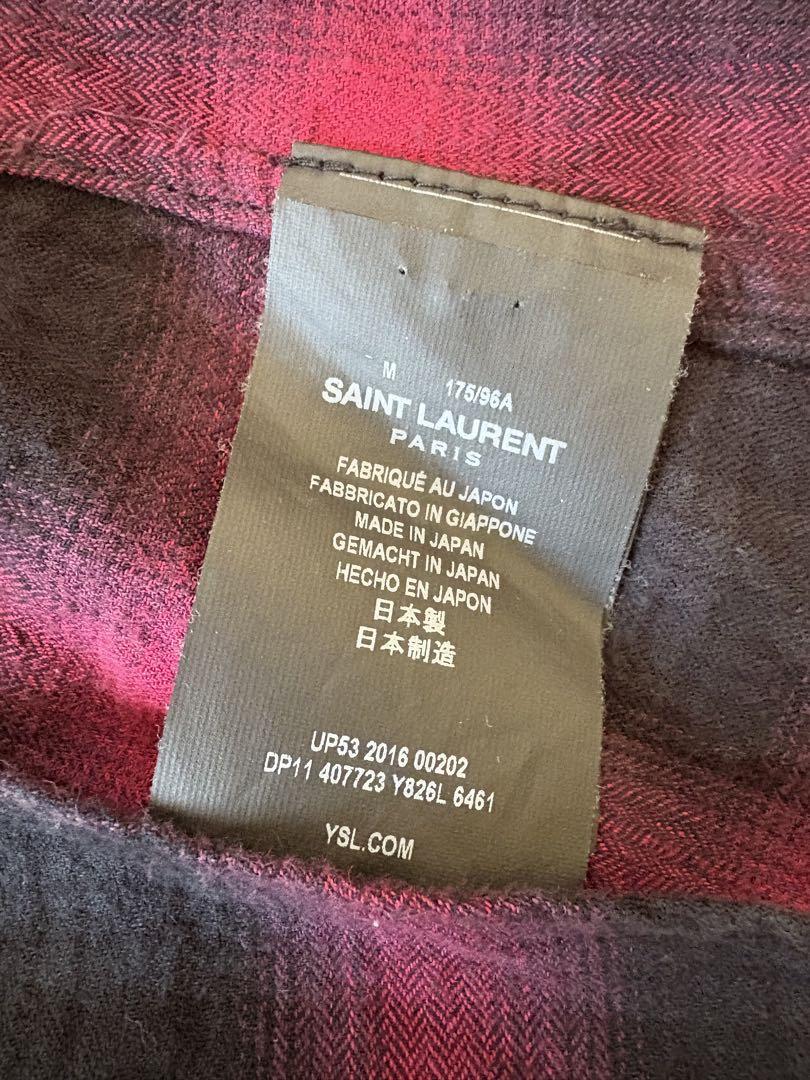 M 175/96A
SAINT LAURENT
PARIS
FABRIQUÉ AU JAPON
FABBRICATO IN GIAPPONE
MADE IN JAPAN
GEMACHT IN JAPAN
HECHO EN JAPON
日本製
日本制造
UP53 2016 00202
DP11 407723 Y826L 6461
YSL.COM